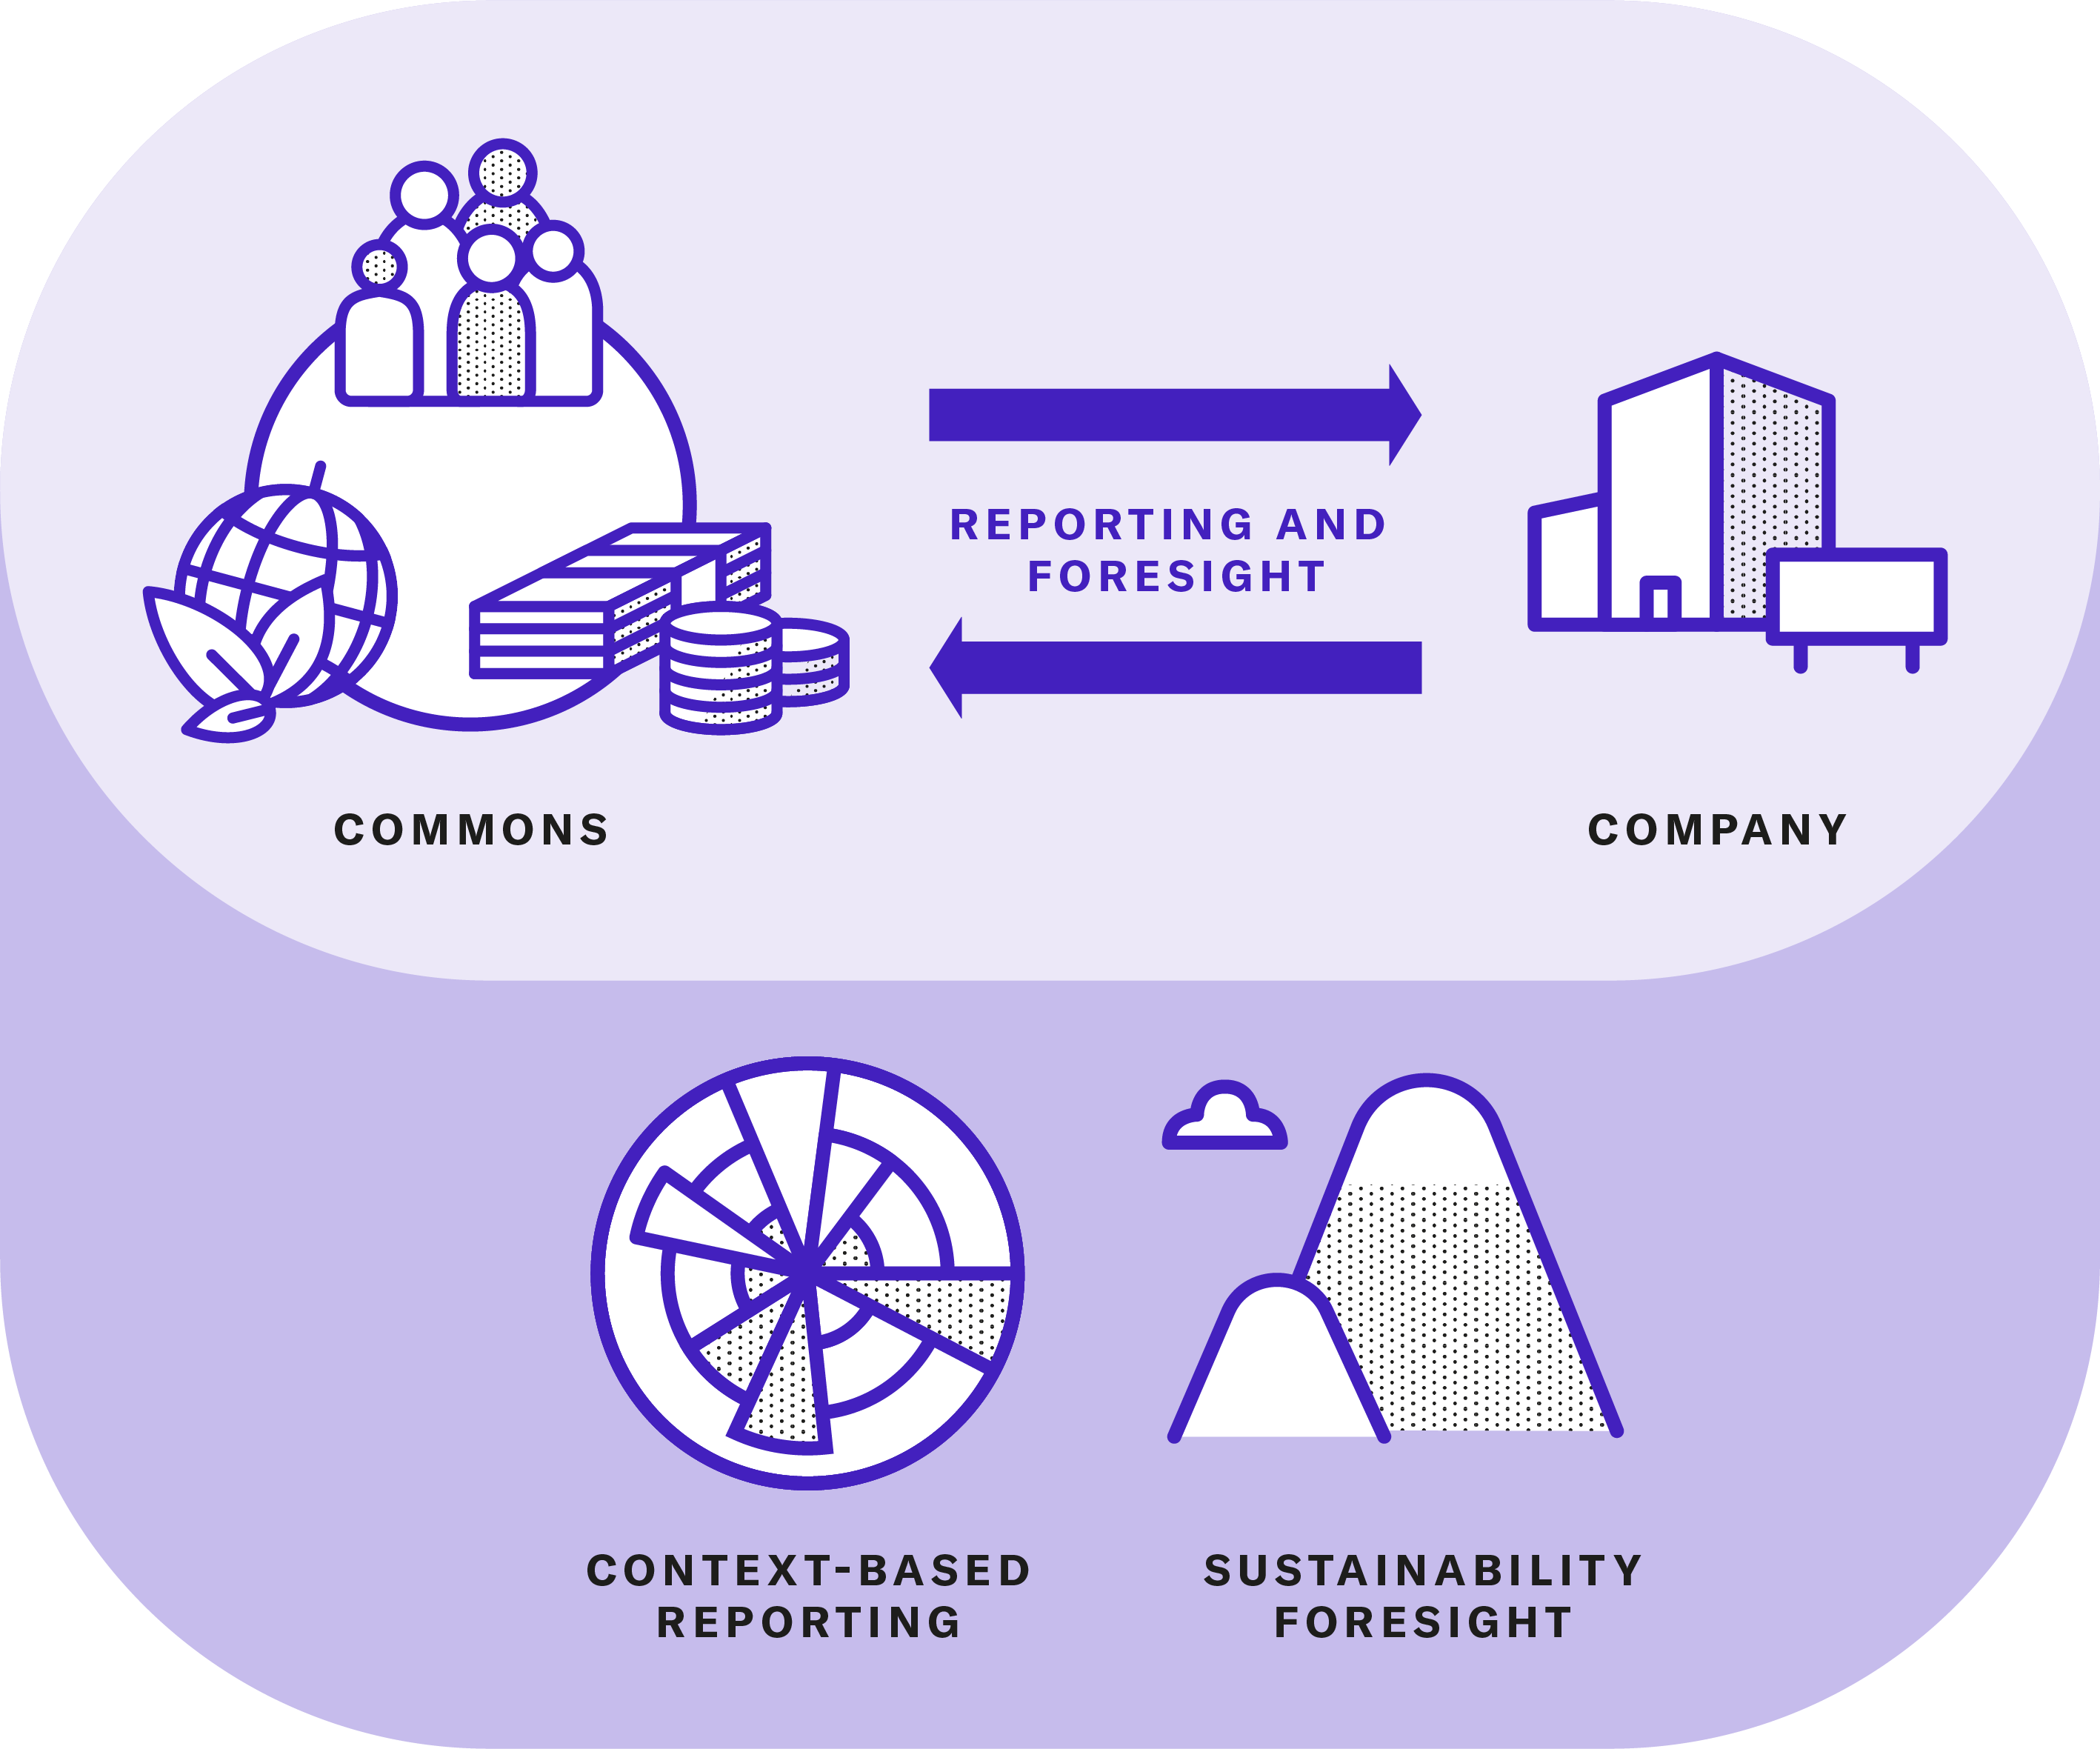 REPORTING AND
FORESIGHT
COMMONS
COMPANY
CONTEXT-BASED
REPORTING
SUSTAINABILITY
FORESIGHT